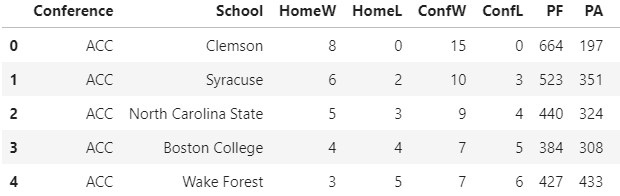 Conference School HomeW HomeL ConfW ConfL PF PA
0 ACC Clemson 8 0 15 0 664 197
1 ACC Syracuse 6 2 10 3 523 351
2 ACC North Carolina State 5 3 9 4 440 324
3 ACC Boston College 4 4 7 5 384 308
4 ACC Wake Forest 3 5 7 6 427 433